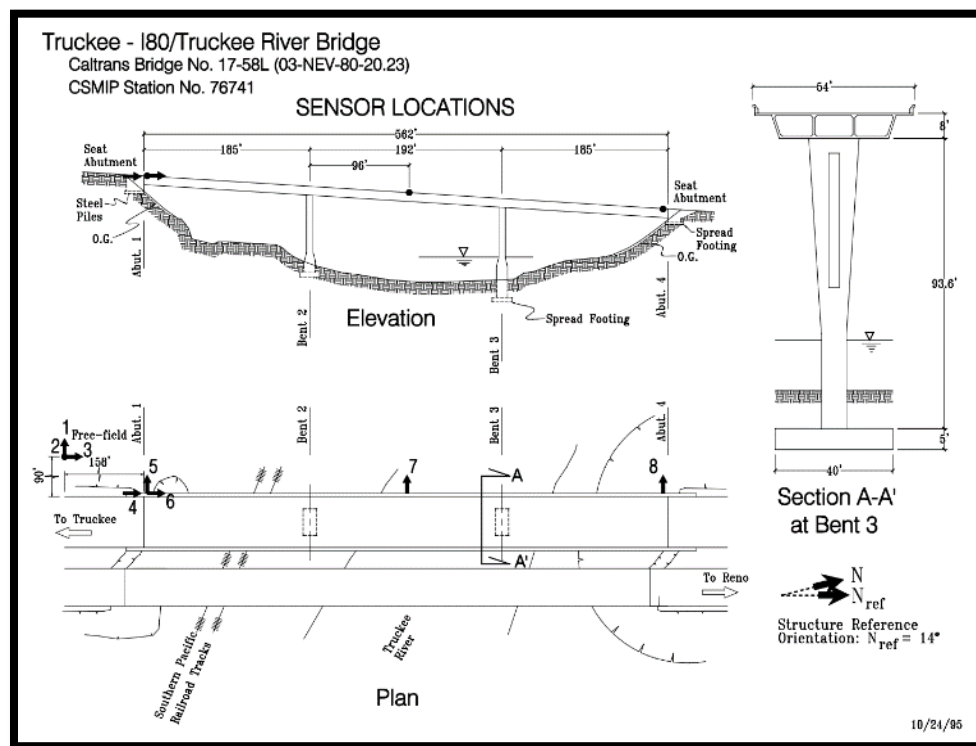 Truckee - I80/Truckee River Bridge
Caltrans Bridge No. 17-58L (03-NEV-80-20.23)
CSMIP Station No. 76741
SENSOR LOCATIONS
562'
185'
192'
185'
96'
Seat
Abutment
Steel
Piles
O.G.
Abut. 1
Bent 2
Elevation
Bent 3
Spread Footing
Seat
Abutment
Spread
Footing
O.G.
Abut. 4
54'
8'
93.6'
5'
40'
Section A-A'
at Bent 3
Abut. 1
Bent 2
Bent 3
Abut. 4
1
2
3
Free-field
158'
90'
4
5
6
7
8
A
A'
To Truckee
To Reno
Southern Pacific
Railroad Tracks
Truckee
River
Plan
N
Nref
Structure Reference
Orientation: Nref = 14°
10/24/95